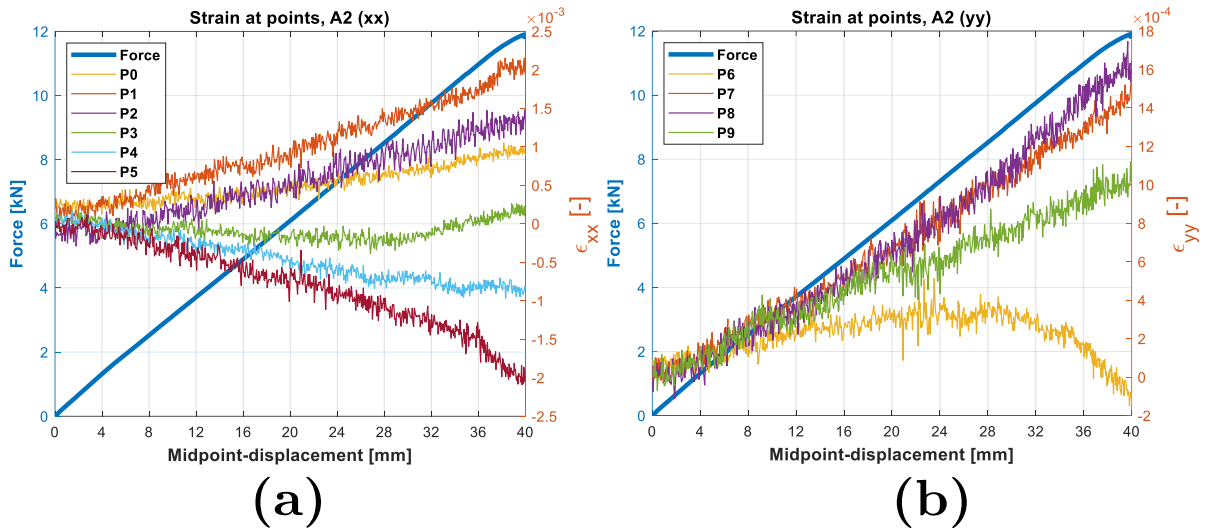 Strain at points, A2 (xx)
×10⁻³
12
10
8
6
4
2
0
Force [kN]
Force
P0
P1
P2
P3
P4
P5
2.5
2
1.5
1
0.5
0
-0.5
-1
-1.5
-2
-2.5
ϵxx [-]
0 4 8 12 16 20 24 28 32 36 40
Midpoint-displacement [mm]
(a)
Strain at points, A2 (yy)
×10⁻⁴
12
10
8
6
4
2
0
Force [kN]
Force
P6
P7
P8
P9
18
16
14
12
10
8
6
4
2
0
-2
ϵyy [-]
0 4 8 12 16 20 24 28 32 36 40
Midpoint-displacement [mm]
(b)